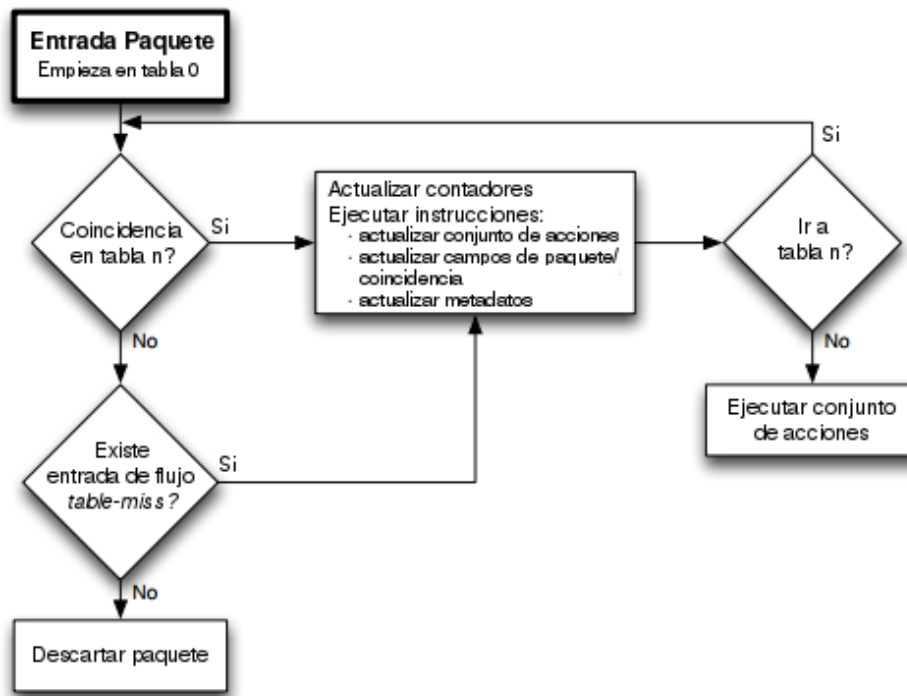 Entrada Paquete
Empieza en tabla 0
Si
Coincidencia
en tabla n?
Si
Actualizar contadores
Ejecutar instrucciones:
· actualizar conjunto de acciones
· actualizar campos de paquete/
coincidencia
· actualizar metadatos
Ir a
tabla n?
No
No
Ejecutar conjunto
de acciones
Existe
entrada de flujo
table-miss?
Si
No
Descartar paquete